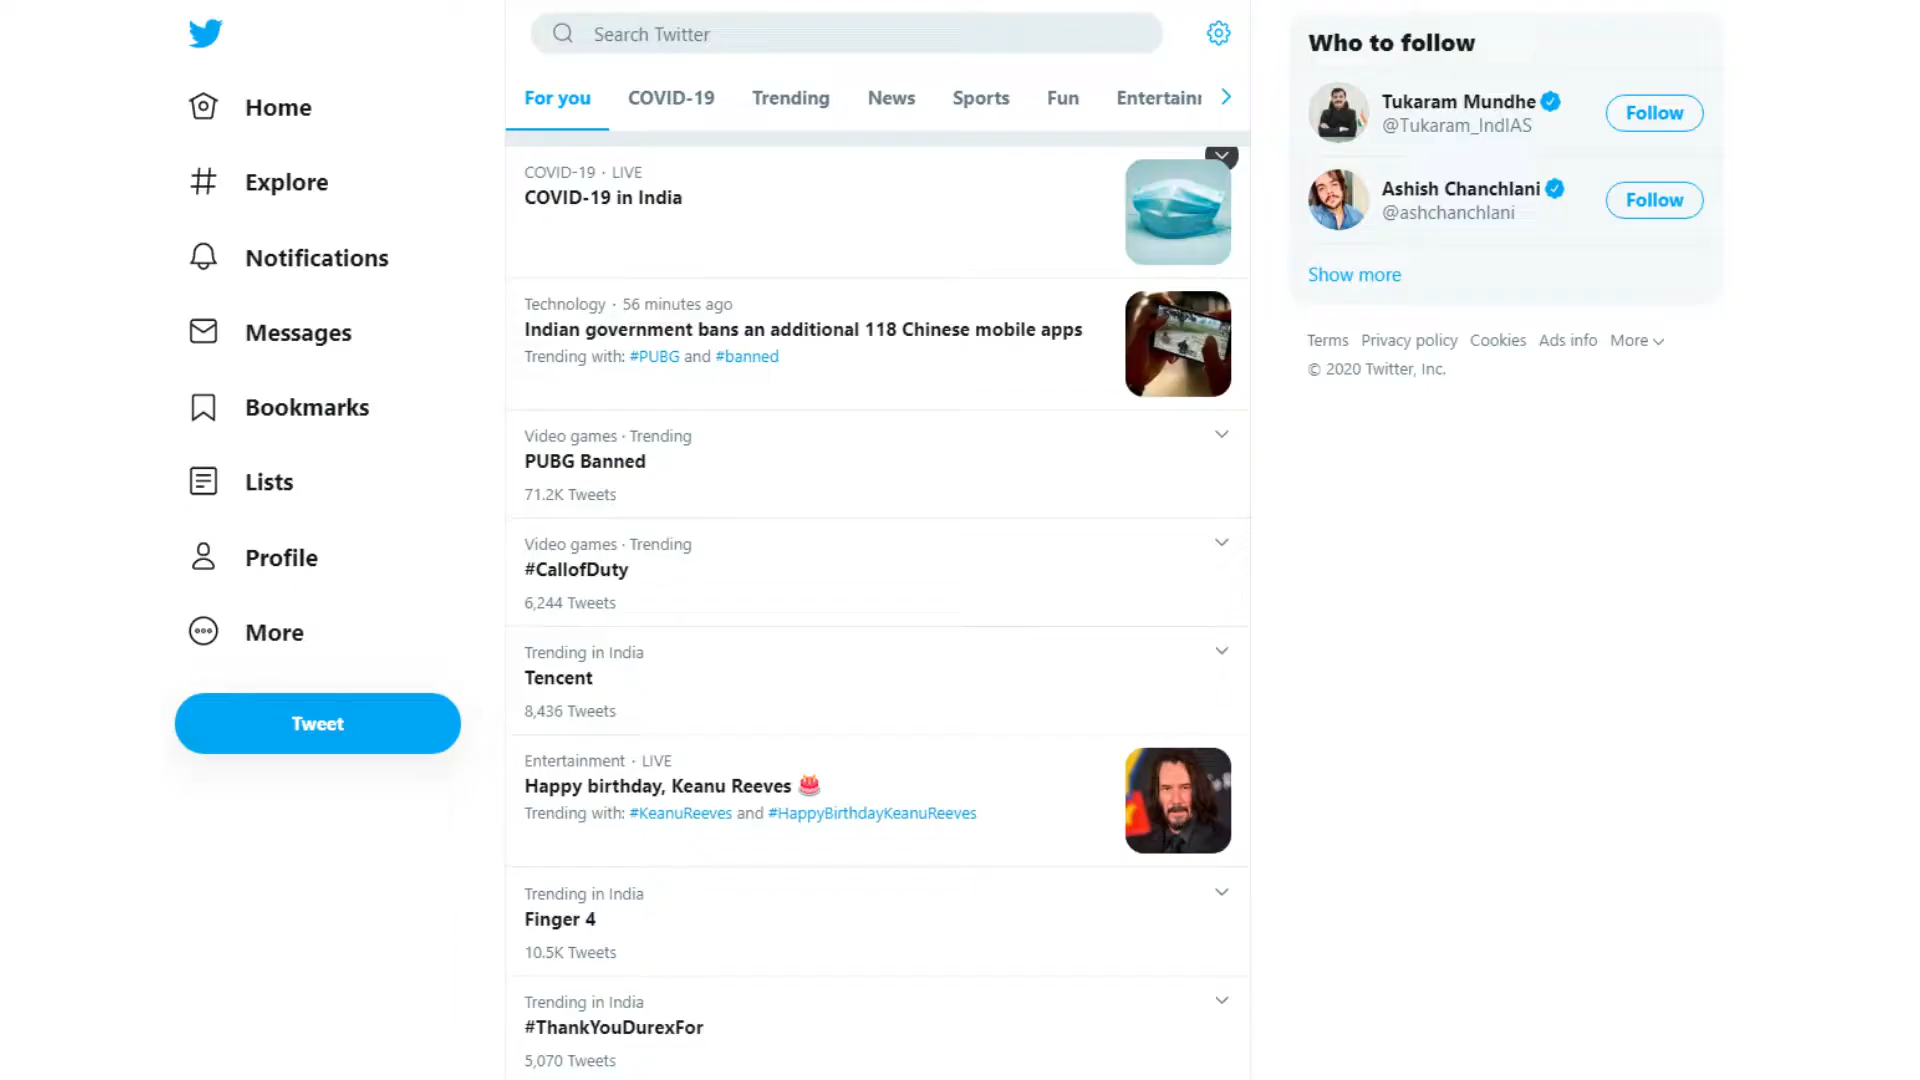 Home
Explore
Notifications
Messages
Bookmarks
Lists
Profile
More
Tweet
Search Twitter
For you COVID-19 Trending News Sports Fun Entertain
COVID-19 · LIVE
COVID-19 in India
Technology · 56 minutes ago
Indian government bans an additional 118 Chinese mobile apps
Trending with: #PUBG and #banned
Video games · Trending
PUBG Banned
71.2K Tweets
Video games · Trending
#CallofDuty
6,244 Tweets
Trending in India
Tencent
8,436 Tweets
Entertainment · LIVE
Happy birthday, Keanu Reeves 🎂
Trending with: #KeanuReeves and #HappyBirthdayKeanuReeves
Trending in India
Finger 4
10.5K Tweets
Trending in India
#ThankYouDurexFor
5,070 Tweets
Who to follow
Tukaram Mundhe
@Tukaram_IndIAS
Follow
Ashish Chanchlani
@ashchanchlani
Follow
Show more
Terms Privacy policy Cookies Ads info More
© 2020 Twitter, Inc.